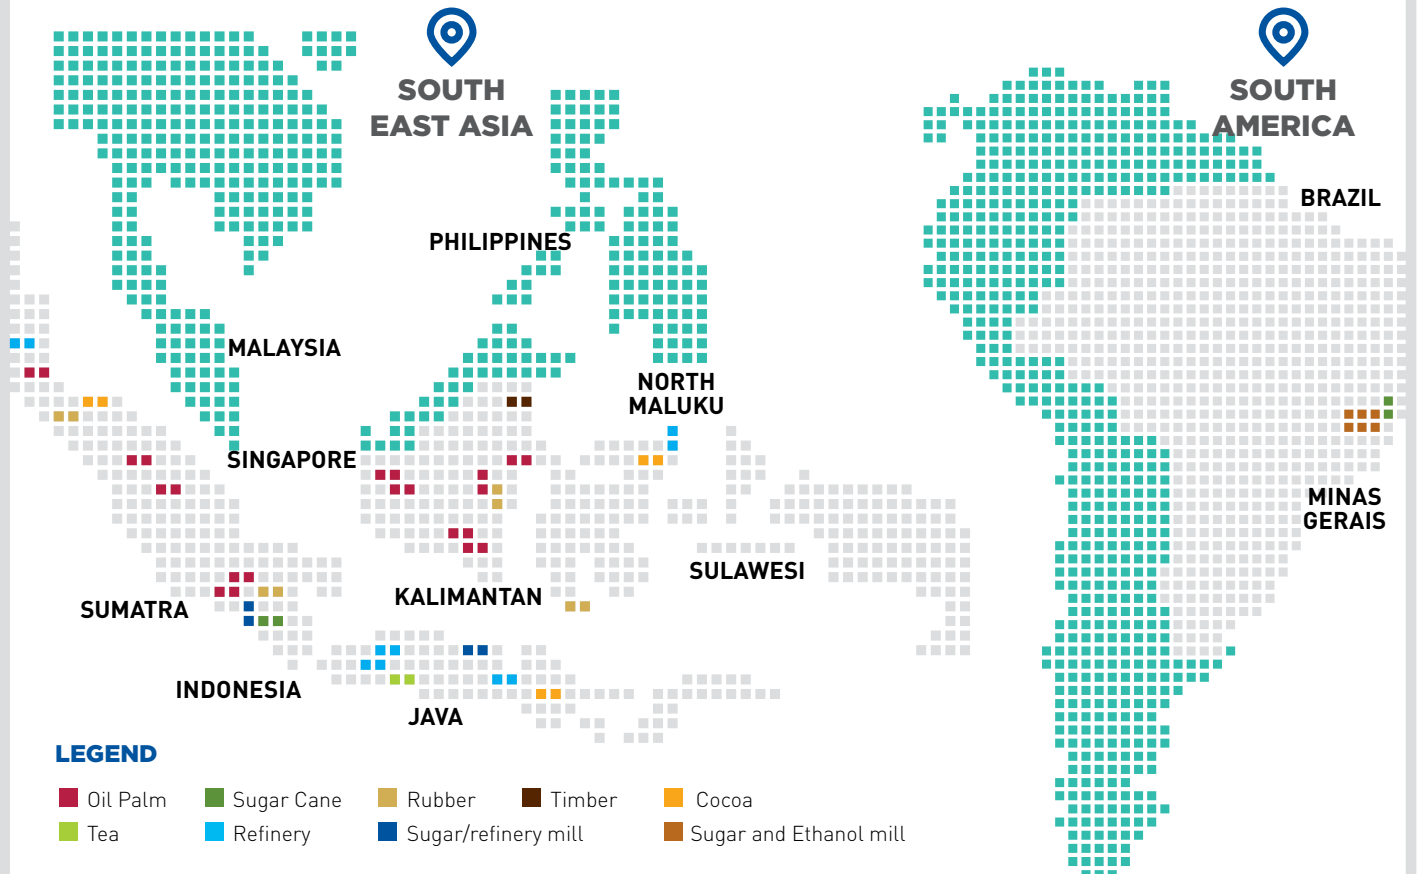 SOUTH
EAST ASIA
SOUTH
AMERICA
BRAZIL
PHILIPPINES
MALAYSIA
NORTH
MALUKU
SINGAPORE
MINAS
GERAIS
SULAWESI
KALIMANTAN
SUMATRA
INDONESIA
JAVA
LEGEND
Oil Palm
Sugar Cane
Rubber
Timber
Cocoa
Tea
Refinery
Sugar/refinery mill
Sugar and Ethanol mill